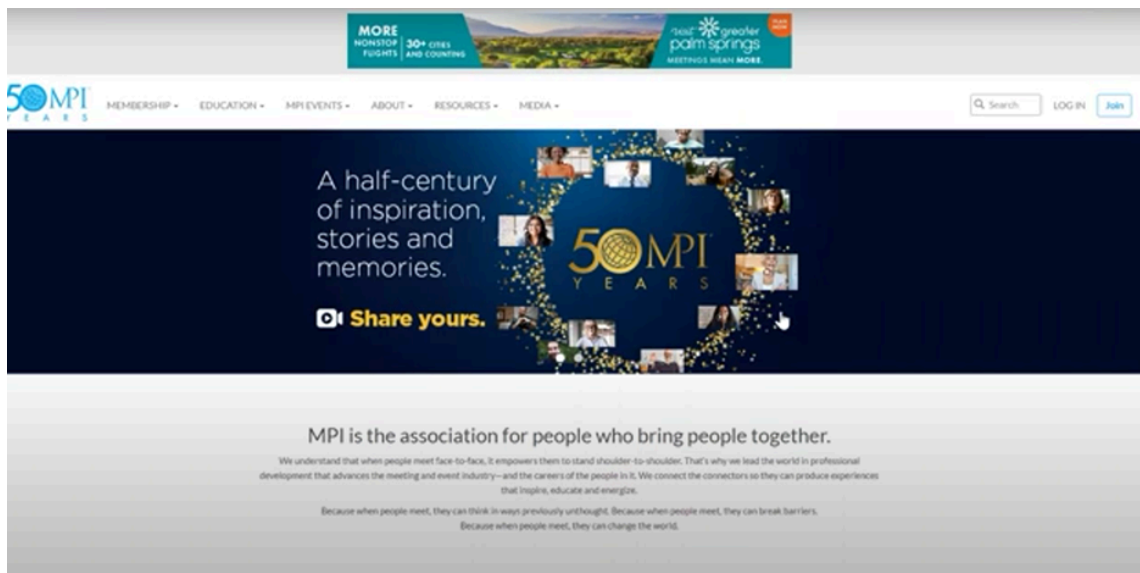 MORE
NONSTOP
FLIGHTS
30+ CITIES
AND COUNTING
visit greater
palm springs
MEETINGS MEAN MORE.
PLAN
NOW
50 MPI
YEARS
MEMBERSHIP
EDUCATION
MPI EVENTS
ABOUT
RESOURCES
MEDIA
Search
LOG IN
Join
A half-century
of inspiration,
stories and
memories.
Share yours.
50 MPI
YEARS
MPI is the association for people who bring people together.
We understand that when people meet face-to-face, it empowers them to stand shoulder-to-shoulder. That's why we lead the world in professional
development that advances the meeting and event industry—and the careers of the people in it. We connect the connectors so they can produce experiences
that inspire, educate and energize.
Because when people meet, they can think in ways previously unthought. Because when people meet, they can break barriers.
Because when people meet, they can change the world.